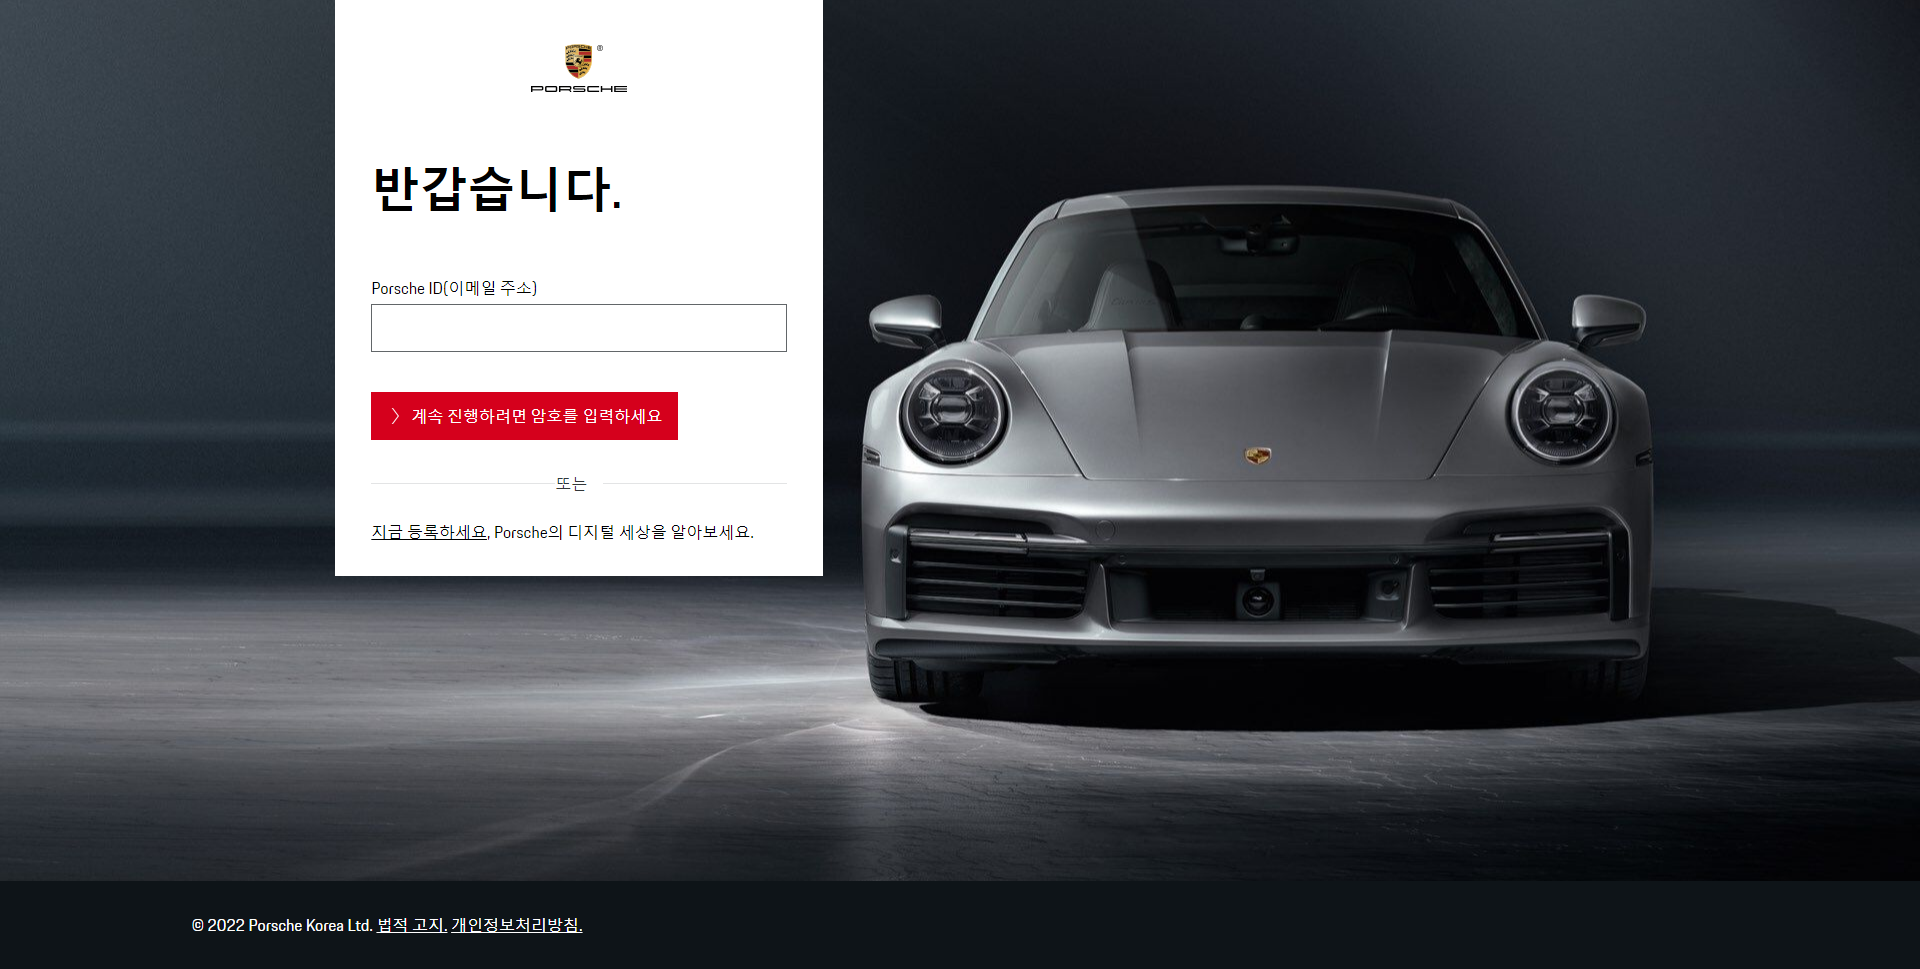 PORSCHE
반갑습니다.
Porsche ID(이메일 주소)
계속 진행하려면 암호를 입력하세요
또는
지금 등록하세요, Porsche의 디지털 세상을 알아보세요.
© 2022 Porsche Korea Ltd. 법적 고지. 개인정보처리방침.